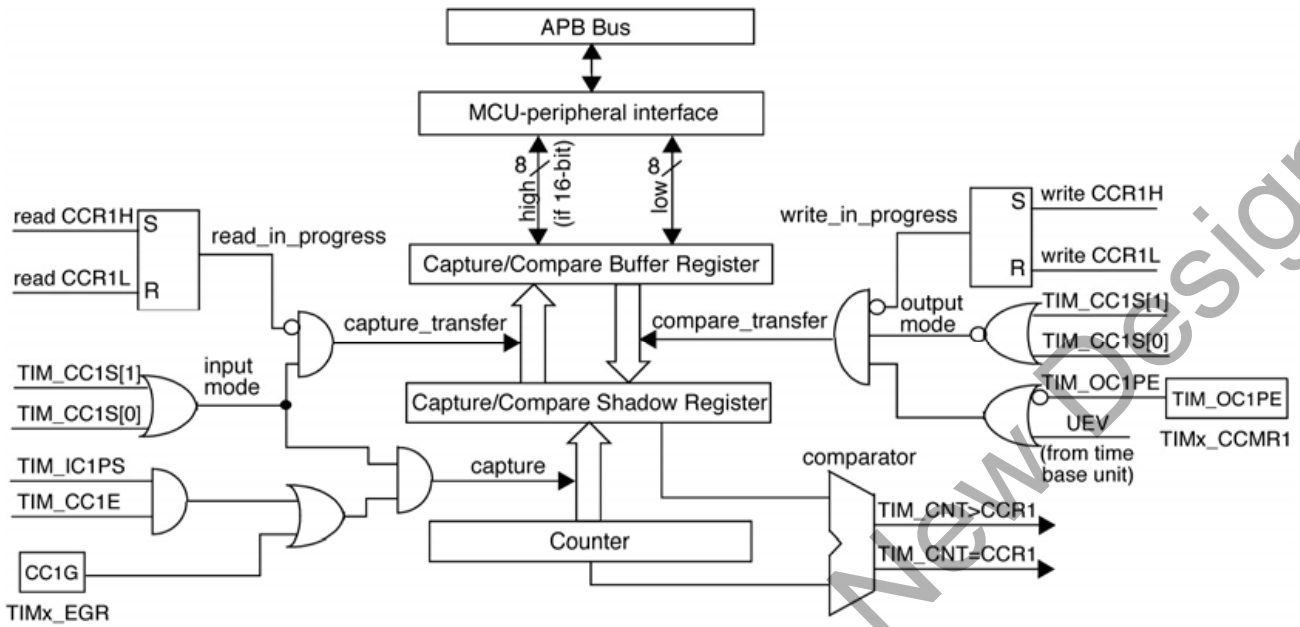 APB Bus
MCU-peripheral interface
8
high
(if 16-bit)
8
low
read CCR1H
S
read_in_progress
read CCR1L
R
write_in_progress
S
write CCR1H
R
write CCR1L
Capture/Compare Buffer Register
capture_transfer
compare_transfer
output
mode
TIM_CC1S[1]
TIM_CC1S[0]
input
mode
TIM_CC1S[1]
TIM_CC1S[0]
Capture/Compare Shadow Register
TIM_OC1PE
TIM_OC1PE
UEV
TIMx_CCMR1
(from time
base unit)
TIM_IC1PS
TIM_CC1E
capture
comparator
Counter
TIM_CNT>CCR1
TIM_CNT=CCR1
CC1G
TIMx_EGR
New Design